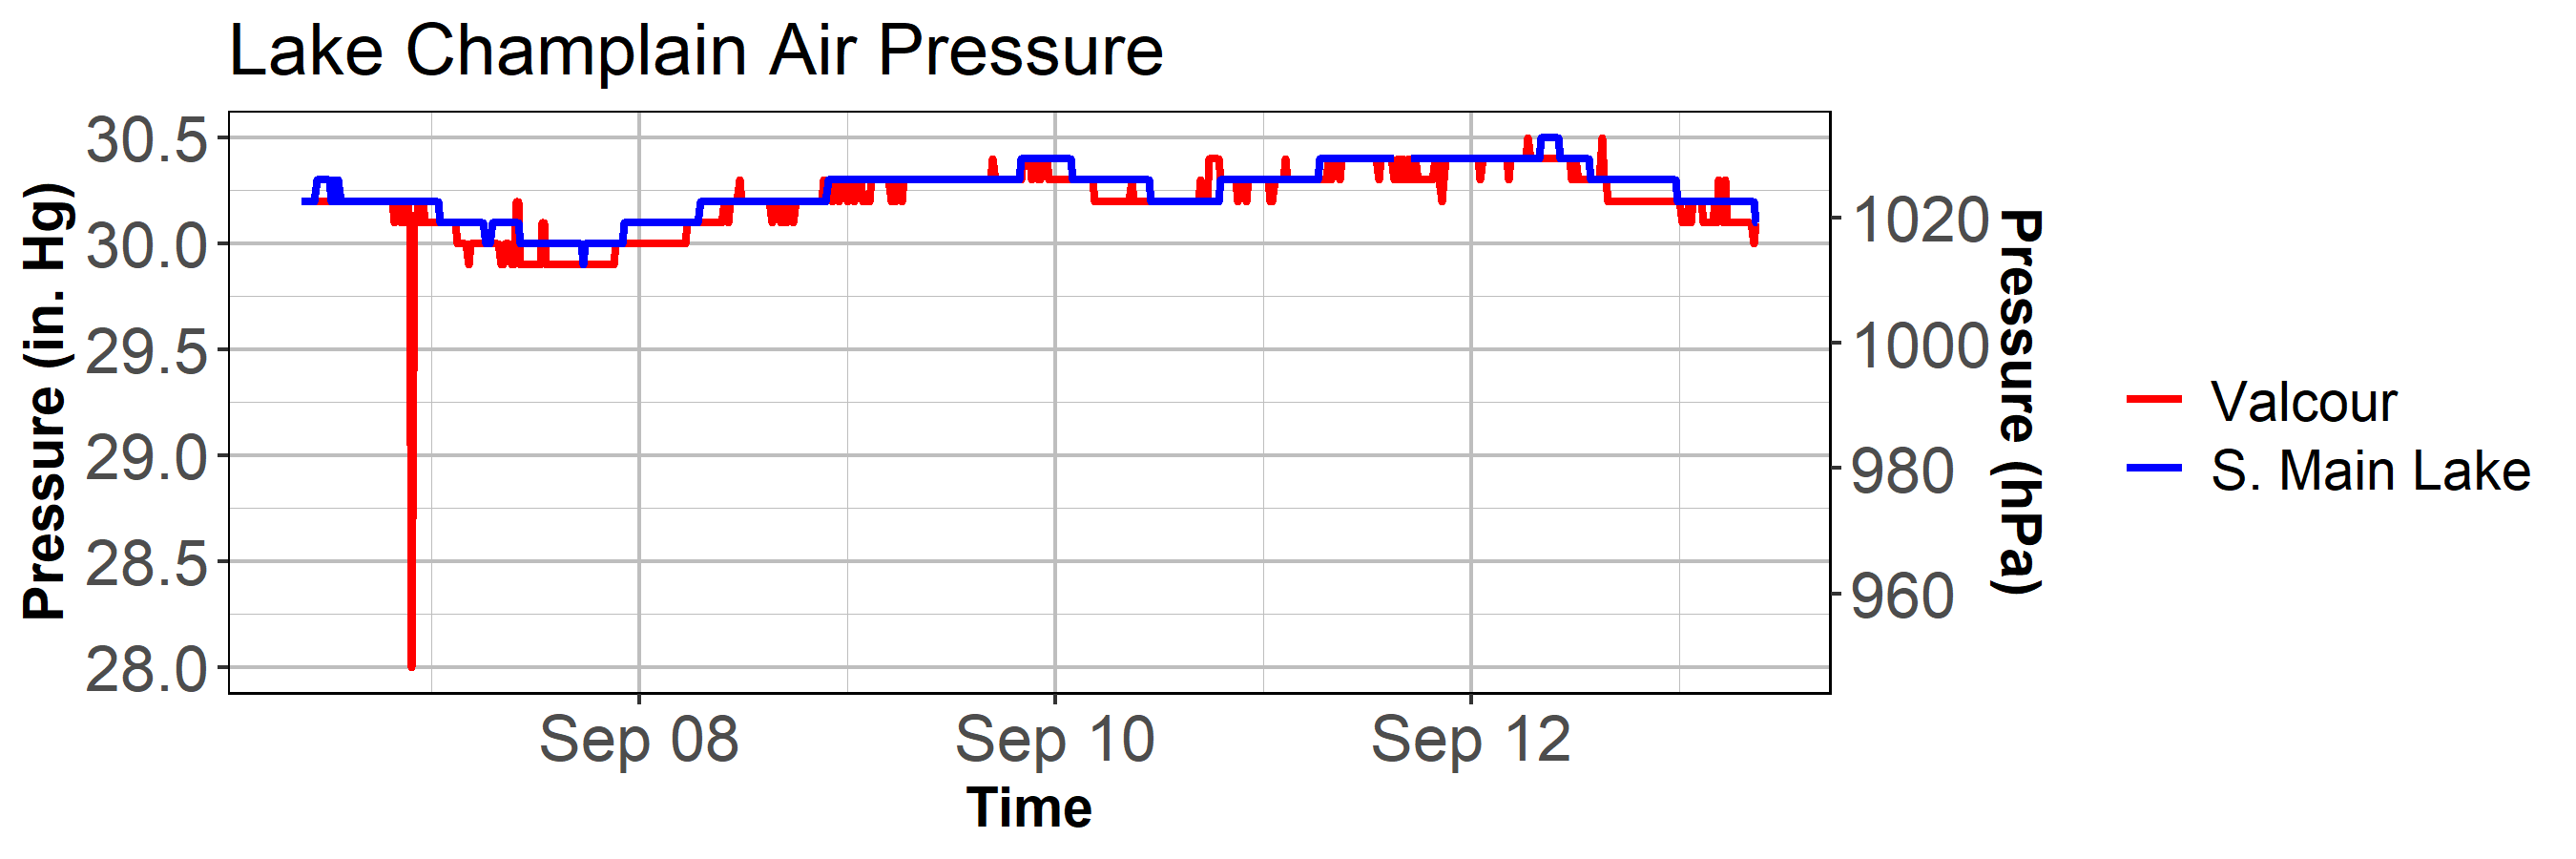 Lake Champlain Air Pressure
Pressure (in. Hg)
30.5
30.0
29.5
29.0
28.5
28.0
Sep 08
Sep 10
Sep 12
Time
1020
1000
980
960
Pressure (hPa)
Valcour
S. Main Lake